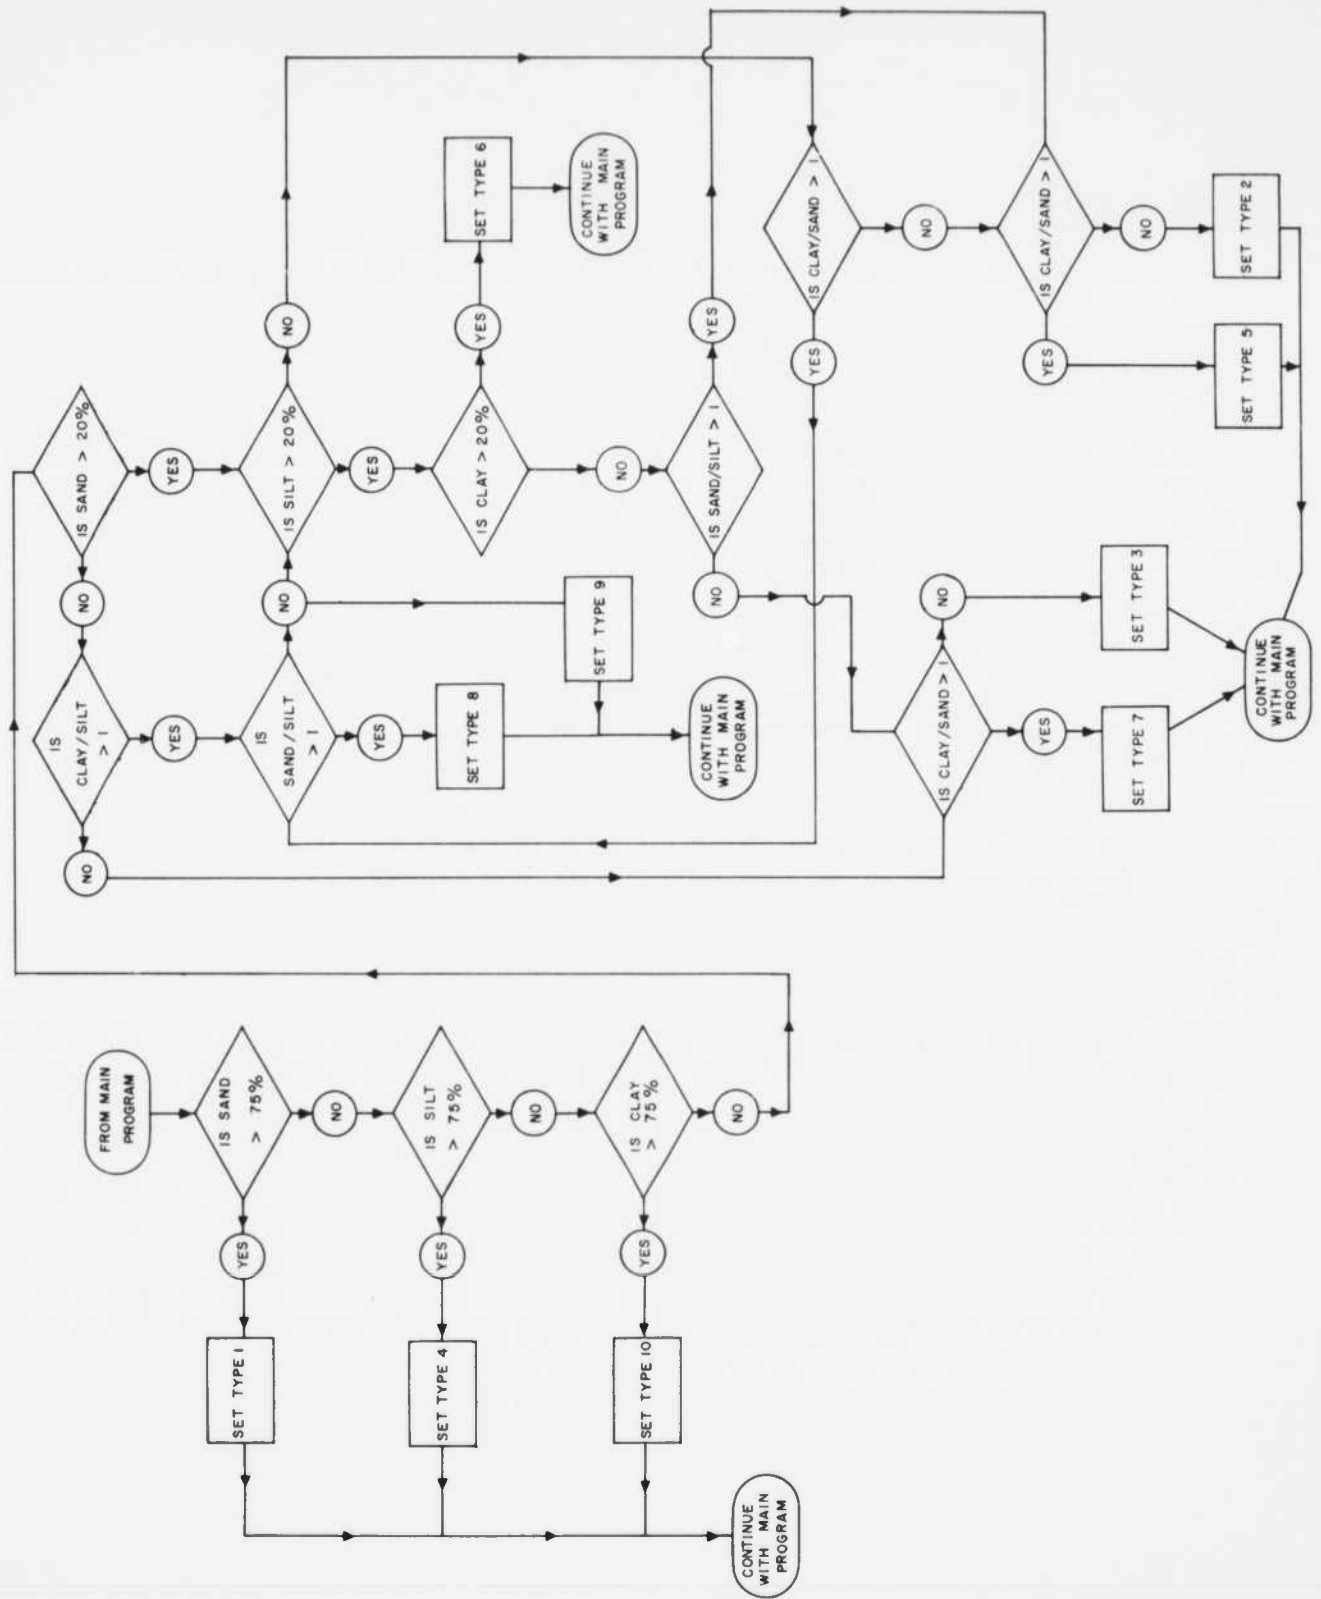 FROM MAIN
PROGRAM
IS SAND
> 75%
YES
SET TYPE 1
NO
IS SILT
> 75%
YES
SET TYPE 4
NO
IS CLAY
> 75%
YES
SET TYPE 10
NO
CONTINUE
WITH MAIN
PROGRAM
IS SAND > 20%
NO
YES
IS
CLAY/SILT
> 1
NO
YES
IS
SAND/SILT
> 1
NO
YES
SET TYPE 8
SET TYPE 9
CONTINUE
WITH MAIN
PROGRAM
IS SILT > 20%
NO
YES
IS CLAY > 20%
YES
SET TYPE 6
CONTINUE
WITH MAIN
PROGRAM
NO
IS SAND/SILT > 1
YES
NO
IS CLAY/SAND > 1
YES
NO
IS CLAY/SAND > 1
YES
NO
SET TYPE 5
SET TYPE 2
IS CLAY/SAND > 1
NO
YES
SET TYPE 3
SET TYPE 7
CONTINUE
WITH MAIN
PROGRAM